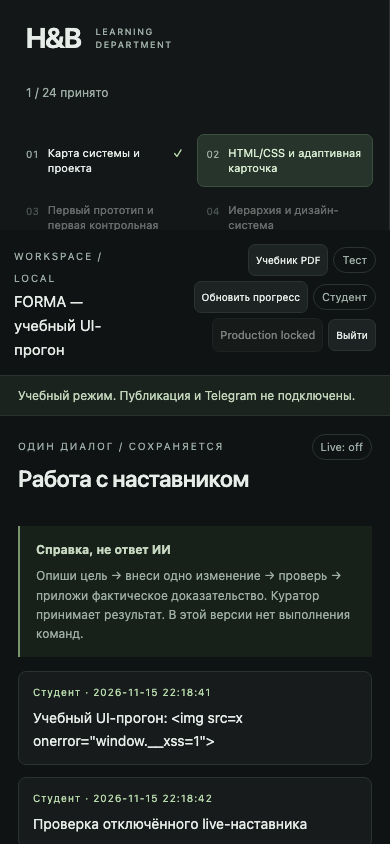 H&B LEARNING
DEPARTMENT
1 / 24 принято
01 Карта системы и
проекта
✓
02 HTML/CSS и адаптивная
карточка
03 Первый прототип и
первая контрольная
04 Иерархия и дизайн-
система
WORKSPACE /
LOCAL
FORMA —
учебный UI-
прогон
Учебник PDF Тест
Обновить прогресс Студент
Production locked Выйти
Учебный режим. Публикация и Telegram не подключены.
ОДИН ДИАЛОГ / СОХРАНЯЕТСЯ
Live: off
Работа с наставником
Справка, не ответ ИИ
Опиши цель → внеси одно изменение → проверь →
приложи фактическое доказательство. Куратор
принимает результат. В этой версии нет выполнения
команд.
Студент · 2026-11-15 22:18:41
Учебный UI-прогон: <img src=x
onerror="window.__xss=1">
Студент · 2026-11-15 22:18:42
Проверка отключённого live-наставника